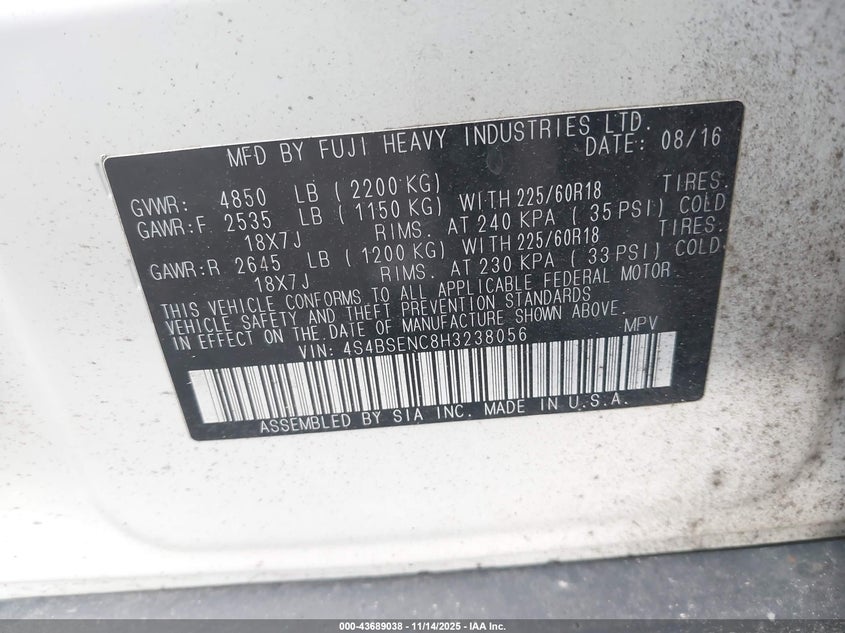 MFD BY FUJI HEAVY INDUSTRIES LTD.
DATE: 08/16
GVWR: 4850 LB (2200 KG)
GAWR:F 2535 LB (1150 KG) WITH 225/60R18 TIRES.
18X7J RIMS. AT 240 KPA (35 PSI) COLD
GAWR:R 2645 LB (1200 KG) WITH 225/60R18 TIRES.
18X7J RIMS. AT 230 KPA (33 PSI) COLD
THIS VEHICLE CONFORMS TO ALL APPLICABLE FEDERAL MOTOR
VEHICLE SAFETY AND THEFT PREVENTION STANDARDS
IN EFFECT ON THE DATE OF MANUFACTURE SHOWN ABOVE.
VIN: 4S4BSENC8H3238056 MPV
ASSEMBLED BY SIA INC. MADE IN U.S.A.
000-43689038 - 11/14/2025 - IAA Inc.